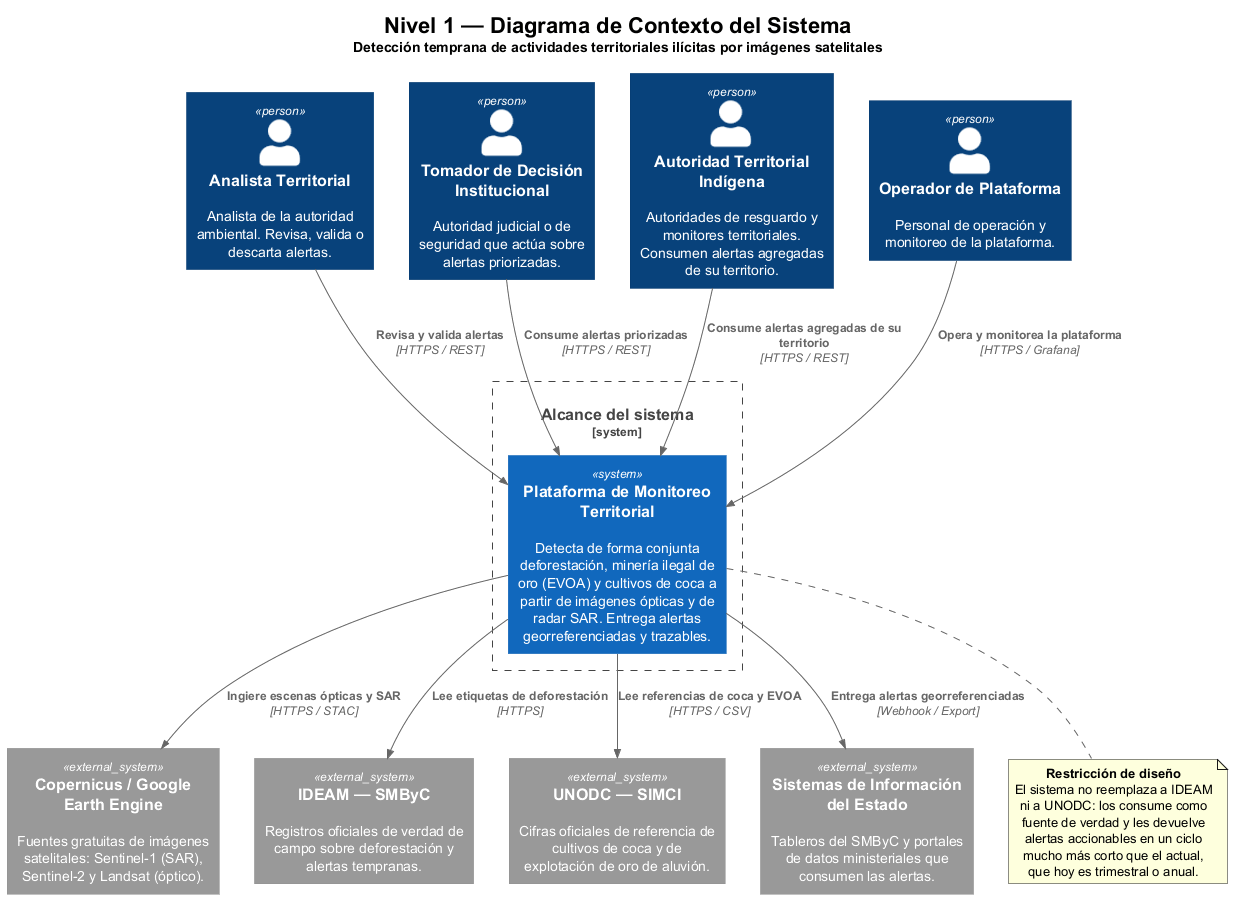 Nivel 1 — Diagrama de Contexto del Sistema
Detección temprana de actividades territoriales ilícitas por imágenes satelitales
«person»
Analista Territorial
Analista de la autoridad
ambiental. Revisa, valida o
descarta alertas.
«person»
Tomador de Decisión
Institucional
Autoridad judicial o de
seguridad que actúa sobre
alertas priorizadas.
«person»
Autoridad Territorial
Indígena
Autoridades de resguardo y
monitores territoriales.
Consumen alertas agregadas
de su territorio.
«person»
Operador de Plataforma
Personal de operación y
monitoreo de la plataforma.
Revisa y valida alertas
[HTTPS / REST]
Consume alertas priorizadas
[HTTPS / REST]
Consume alertas agregadas de su
territorio
[HTTPS / REST]
Opera y monitorea la plataforma
[HTTPS / Grafana]
Alcance del sistema
[system]
«system»
Plataforma de Monitoreo
Territorial
Detecta de forma conjunta
deforestación, minería ilegal de
oro (EVOA) y cultivos de coca a
partir de imágenes ópticas y de
radar SAR. Entrega alertas
georreferenciadas y trazables.
Ingiere escenas ópticas y SAR
[HTTPS / STAC]
Lee etiquetas de deforestación
[HTTPS]
Lee referencias de coca y EVOA
[HTTPS / CSV]
Entrega alertas georreferenciadas
[Webhook / Export]
«external_system»
Copernicus / Google
Earth Engine
Fuentes gratuitas de imágenes
satelitales: Sentinel-1 (SAR),
Sentinel-2 y Landsat (óptico).
«external_system»
IDEAM — SMByC
Registros oficiales de verdad de
campo sobre deforestación y
alertas tempranas.
«external_system»
UNODC — SIMCI
Cifras oficiales de referencia de
cultivos de coca y de
explotación de oro de aluvión.
«external_system»
Sistemas de Información
del Estado
Tableros del SMByC y portales
de datos ministeriales que
consumen las alertas.
Restricción de diseño
El sistema no reemplaza a IDEAM
ni a UNODC: los consume como
fuente de verdad y les devuelve
alertas accionables en un ciclo
mucho más corto que el actual,
que hoy es trimestral o anual.